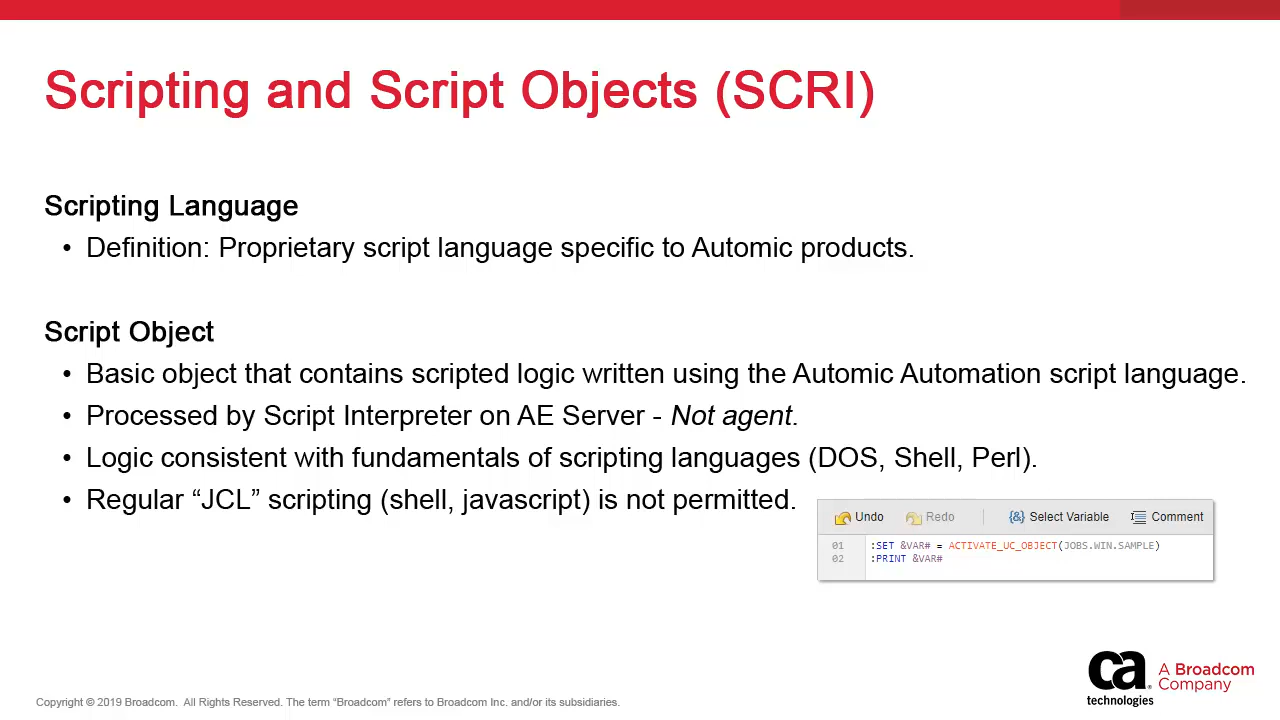 Scripting and Script Objects (SCRI)
Scripting Language
• Definition: Proprietary script language specific to Automic products.
Script Object
• Basic object that contains scripted logic written using the Automic Automation script language.
• Processed by Script Interpreter on AE Server - Not agent.
• Logic consistent with fundamentals of scripting languages (DOS, Shell, Perl).
• Regular “JCL” scripting (shell, javascript) is not permitted.
Undo Redo {&} Select Variable Comment
01 :SET &VAR# = ACTIVATE_UC_OBJECT(JOBS.WIN.SAMPLE)
02 :PRINT &VAR#
ca technologies
A Broadcom Company
Copyright © 2019 Broadcom. All Rights Reserved. The term “Broadcom” refers to Broadcom Inc. and/or its subsidiaries.